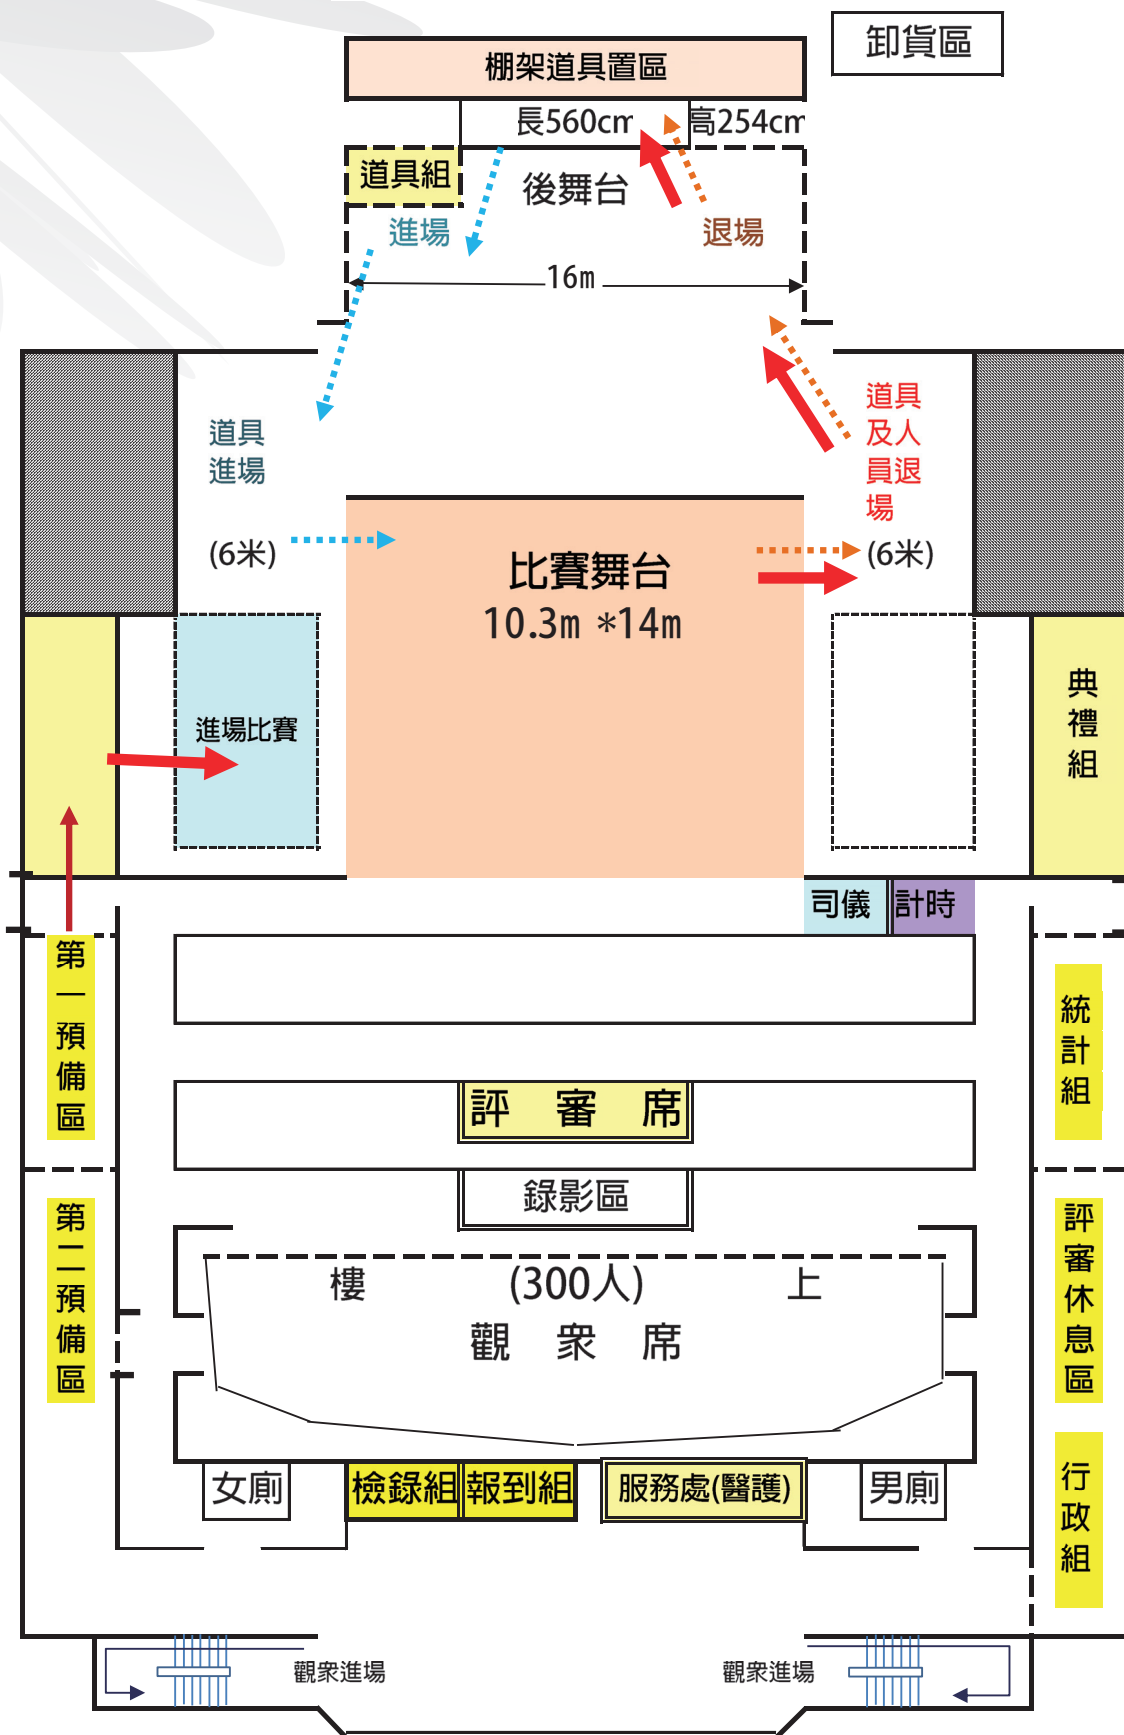 卸貨區
棚架道具置區
長560cm
高254cm
道具組
後舞台
進場
退場
16m
道具
進場
(6米)
道具
及人
員退
場
(6米)
比賽舞台
10.3m *14m
進場比賽
典禮組
司儀
計時
第一預備區
統計組
評 審 席
錄影區
第二預備區
評審休息區
樓 (300人) 上
觀 眾 席
女廁
檢錄組
報到組
服務處(醫護)
男廁
行政組
觀眾進場
觀眾進場